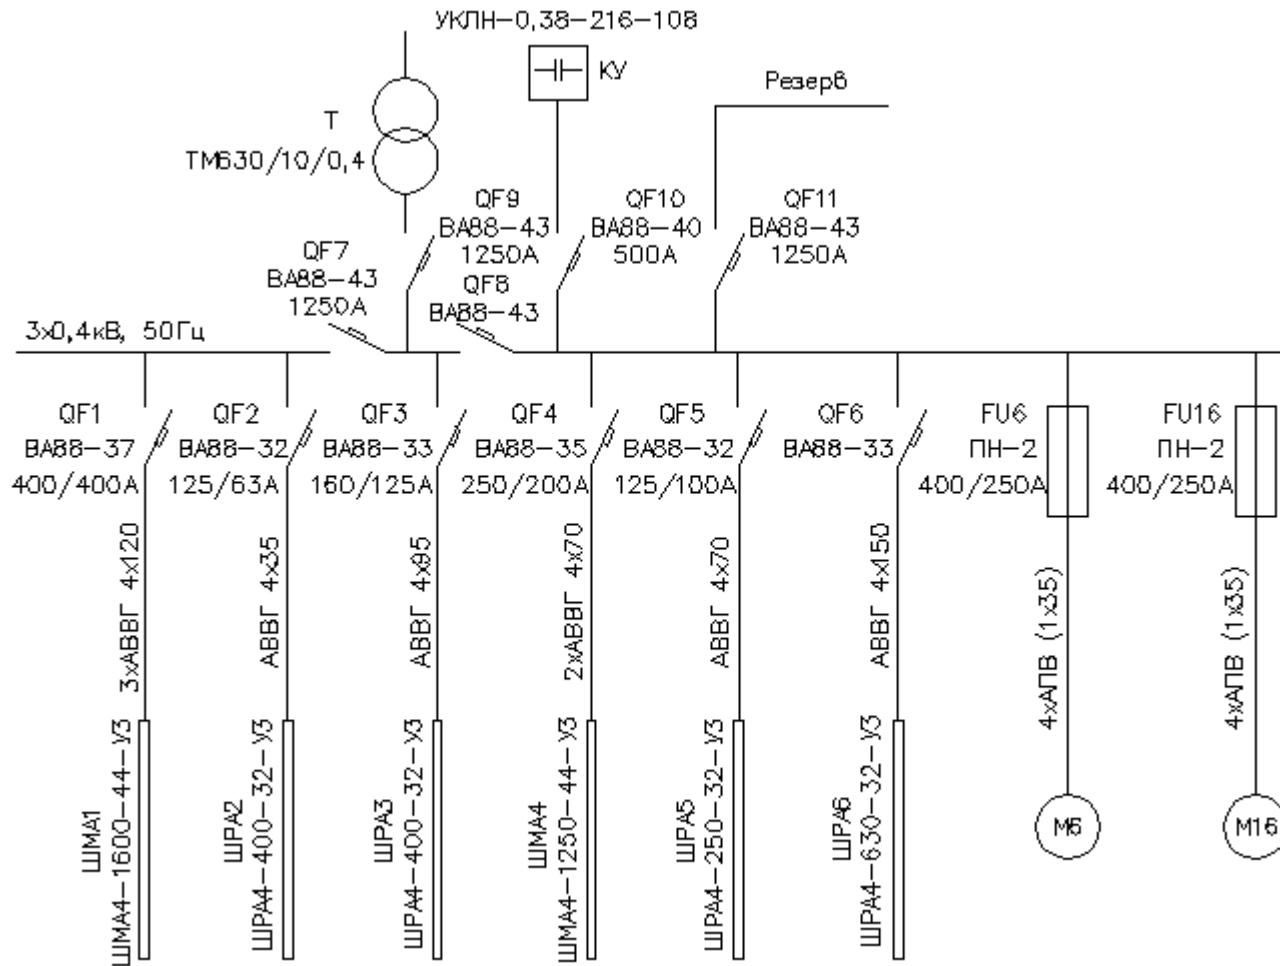 УКЛН-0,38-216-108
КУ
Резерв
Т
ТМ630/10/0,4
QF9
ВА88-43
1250А
QF10
ВА88-40
500А
QF11
ВА88-43
1250А
QF7
ВА88-43
1250А
QF8
ВА88-43
3х0,4кВ, 50Гц
QF1
ВА88-37
400/400А
QF2
ВА88-32
125/63А
QF3
ВА88-33
160/125А
QF4
ВА88-35
250/200А
QF5
ВА88-32
125/100А
QF6
ВА88-33
FU6
ПН-2
400/250А
FU16
ПН-2
400/250А
3хАВВГ 4х120
АВВГ 4х35
АВВГ 4х95
2хАВВГ 4х70
АВВГ 4х70
АВВГ 4х150
4хАПВ (1х35)
4хАПВ (1х35)
ШМА1
ШМА4-1600-44-У3
ШРА2
ШРА4-400-32-У3
ШРА3
ШРА4-400-32-У3
ШМА4
ШМА4-1250-44-У3
ШРА5
ШРА4-250-32-У3
ШРА6
ШРА4-630-32-У3
М6
М16